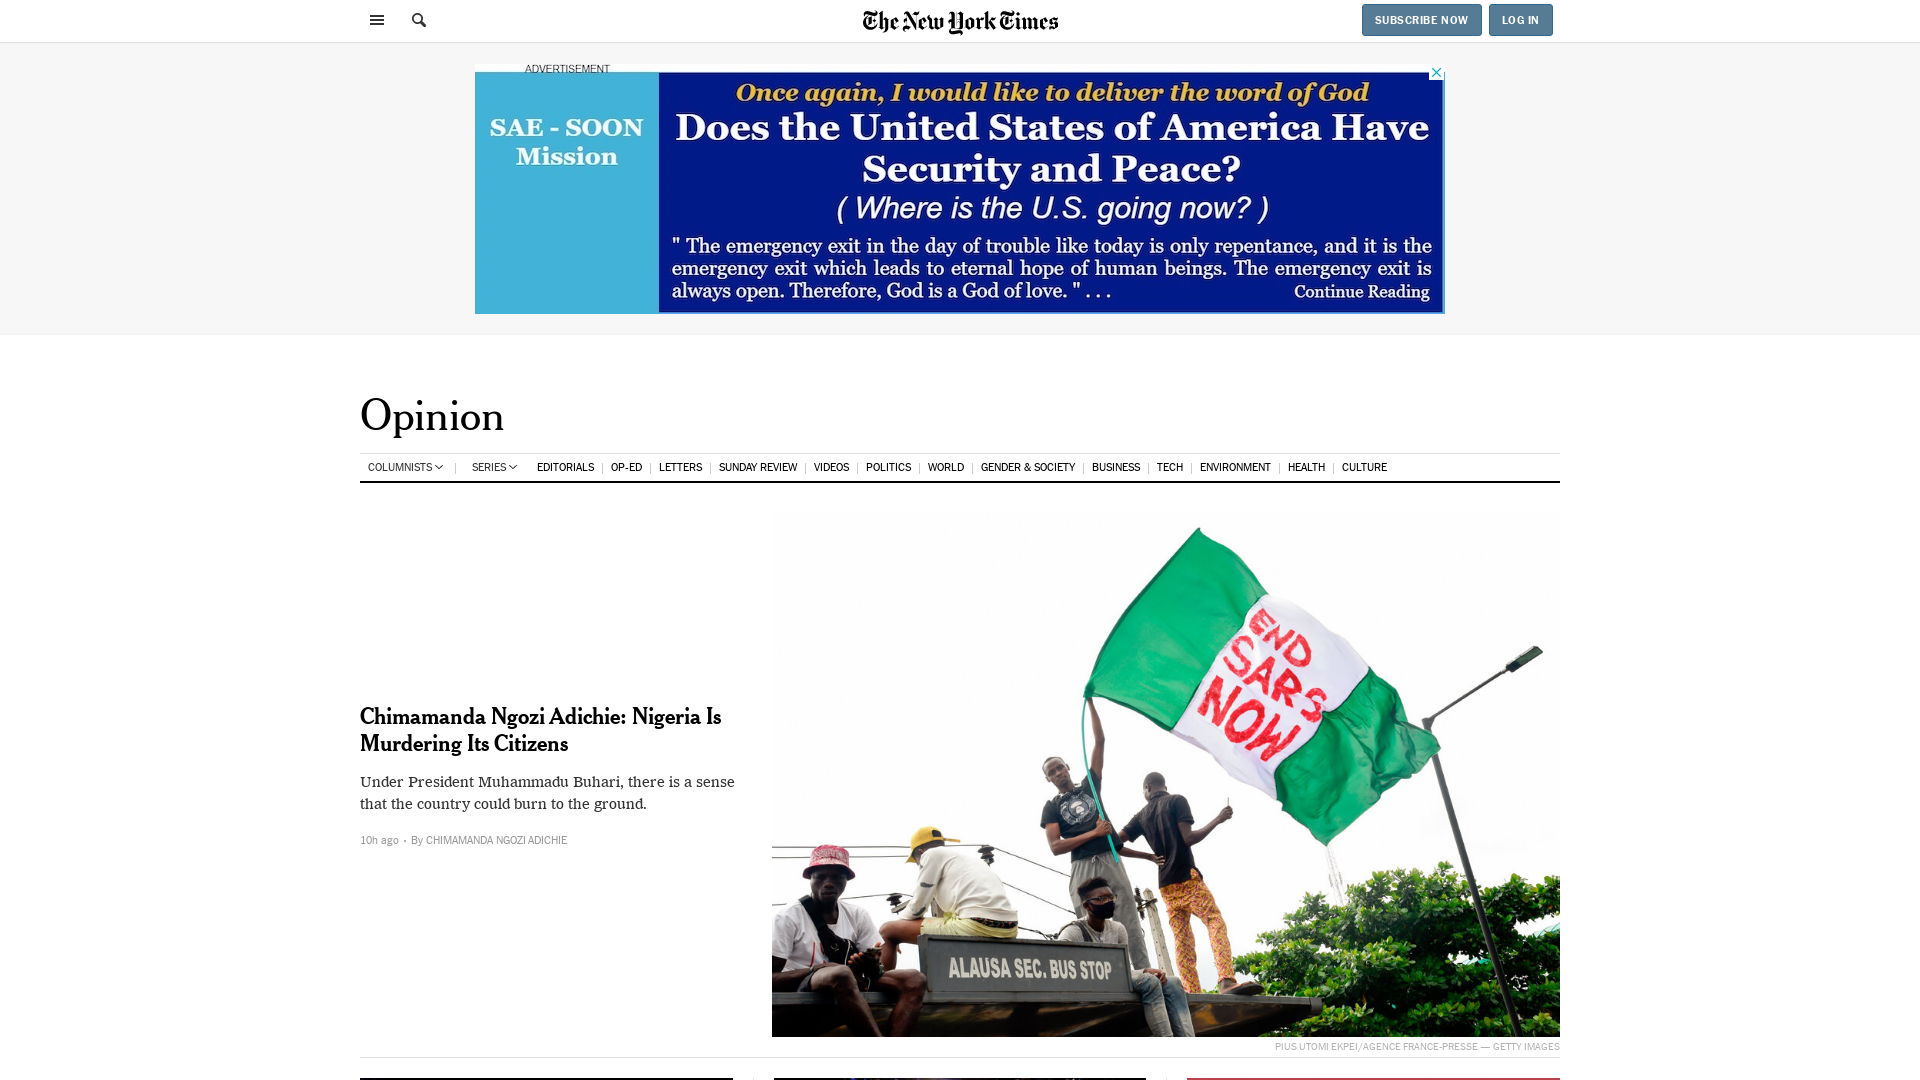 The New York Times
SUBSCRIBE NOW
LOG IN
ADVERTISEMENT
SAE - SOON
Mission
Once again, I would like to deliver the word of God
Does the United States of America Have
Security and Peace?
( Where is the U.S. going now? )
" The emergency exit in the day of trouble like today is only repentance, and it is the
emergency exit which leads to eternal hope of human beings. The emergency exit is
always open. Therefore, God is a God of love. " . . .
Continue Reading
Opinion
COLUMNISTS
SERIES
EDITORIALS
OP-ED
LETTERS
SUNDAY REVIEW
VIDEOS
POLITICS
WORLD
GENDER & SOCIETY
BUSINESS
TECH
ENVIRONMENT
HEALTH
CULTURE
Chimamanda Ngozi Adichie: Nigeria Is
Murdering Its Citizens
Under President Muhammadu Buhari, there is a sense
that the country could burn to the ground.
10h ago · By CHIMAMANDA NGOZI ADICHIE
END
SARS
NOW
ALAUSA SEC. BUS STOP
PIUS UTOMI EKPEI/AGENCE FRANCE-PRESSE — GETTY IMAGES